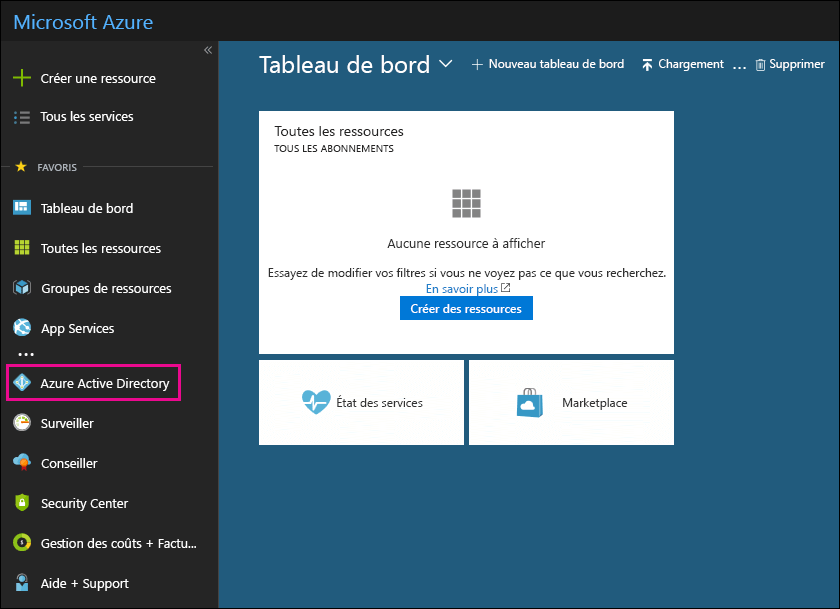 Microsoft Azure
«
Créer une ressource
Tous les services
FAVORIS
Tableau de bord
Toutes les ressources
Groupes de ressources
App Services
...
Azure Active Directory
Surveiller
Conseiller
Security Center
Gestion des coûts + Factu...
Aide + Support
Tableau de bord
+ Nouveau tableau de bord
Chargement
...
Supprimer
Toutes les ressources
TOUS LES ABONNEMENTS
Aucune ressource à afficher
Essayez de modifier vos filtres si vous ne voyez pas ce que vous recherchez.
En savoir plus
Créer des ressources
État des services
Marketplace